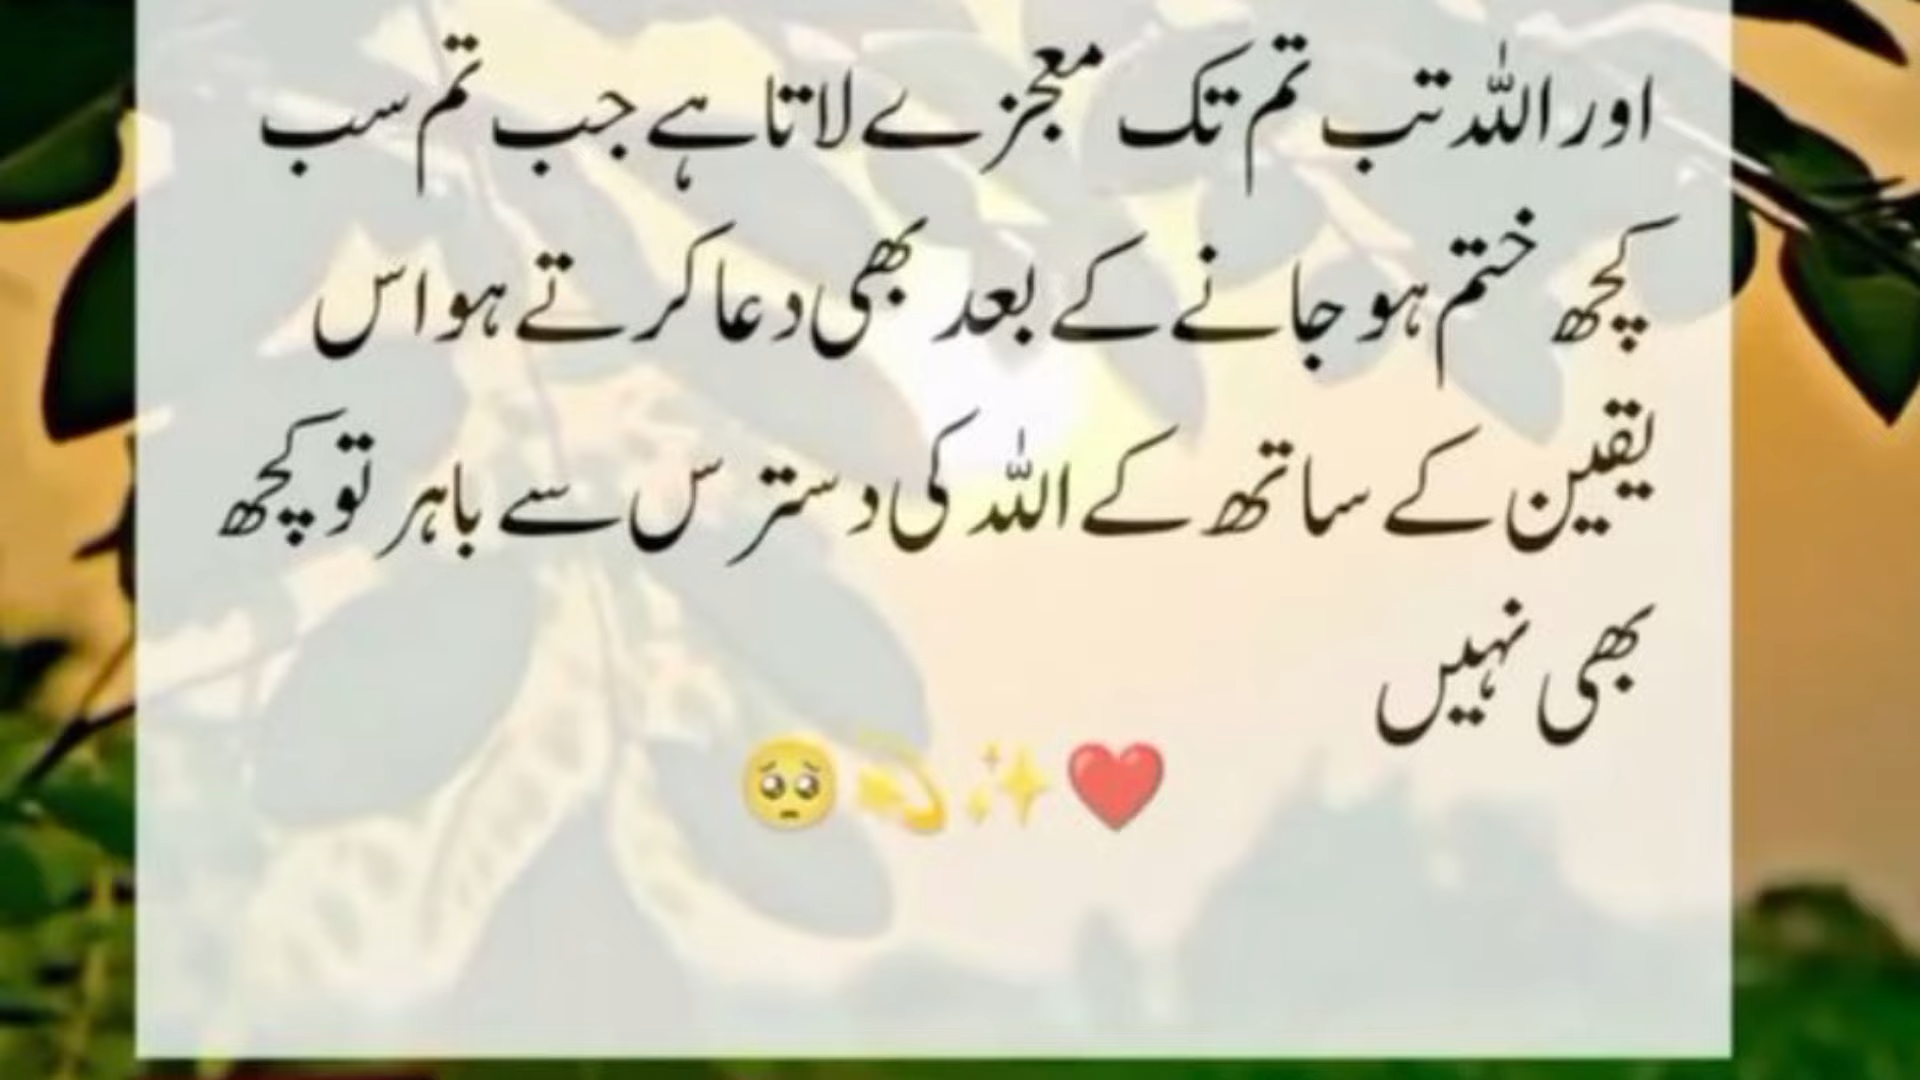 اور اللہ تب تم تک معجزے لاتا ہے جب تم سب
کچھ ختم ہو جانے کے بعد بھی دعا کرتے ہو اس
یقین کے ساتھ کے اللہ کی دسترس سے باہر تو کچھ
بھی نہیں
🥺💫✨❤️